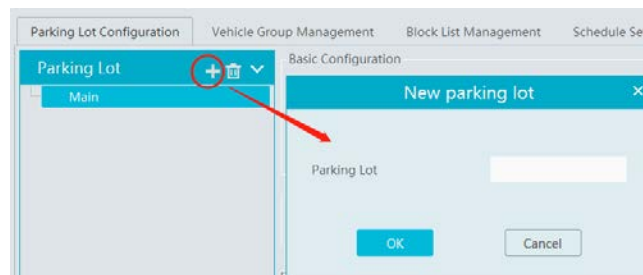 Parking Lot Configuration Vehicle Group Management Block List Management Schedule Se
Parking Lot
Basic Configuration
Main
New parking lot
Parking Lot
OK Cancel